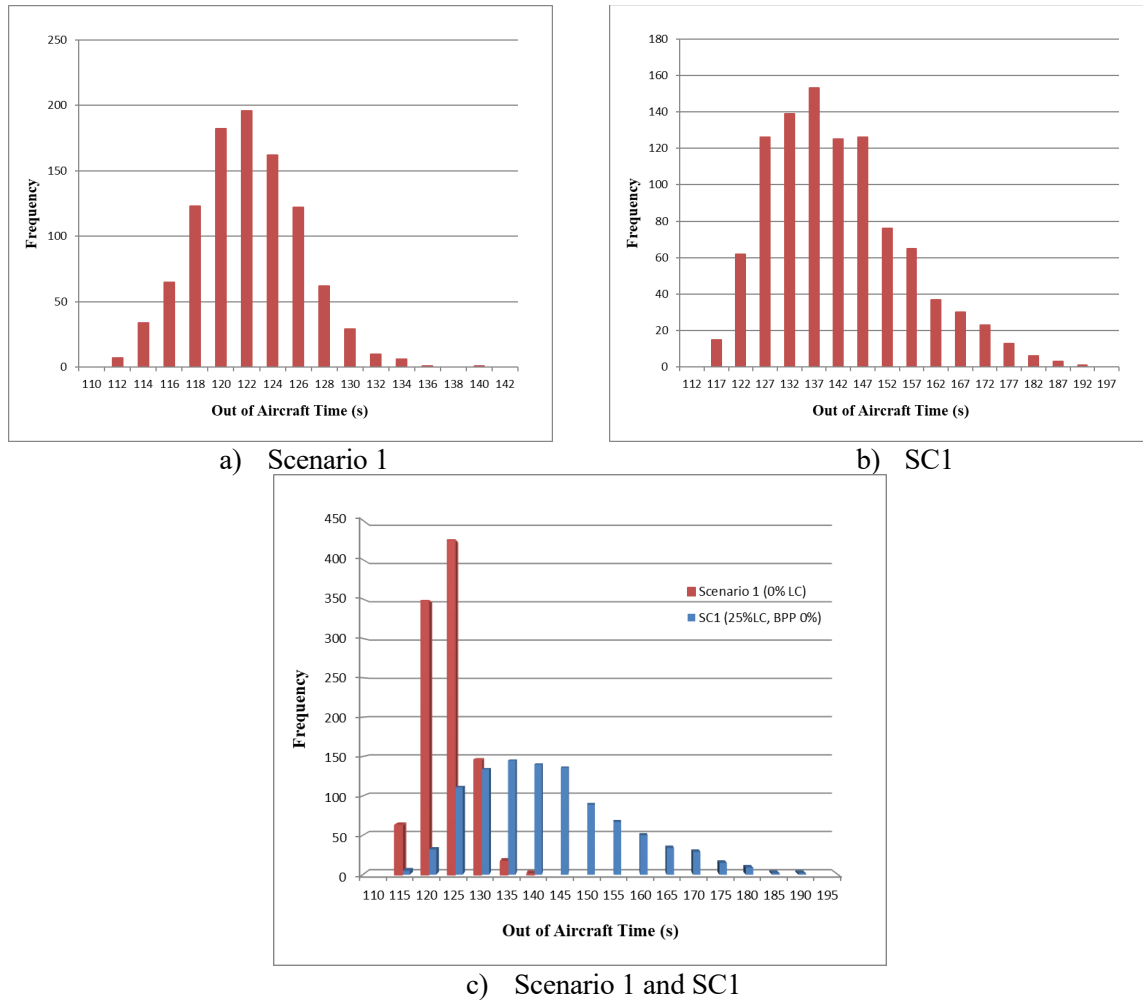 250
200
150
100
50
0
Frequency
110 112 114 116 118 120 122 124 126 128 130 132 134 136 138 140 142
Out of Aircraft Time (s)
a) Scenario 1
180
160
140
120
100
80
60
40
20
0
Frequency
112 117 122 127 132 137 142 147 152 157 162 167 172 177 182 187 192 197
Out of Aircraft Time (s)
b) SC1
450
400
350
300
250
200
150
100
50
0
Frequency
Scenario 1 (0% LC)
SC1 (25%LC, BPP 0%)
110 115 120 125 130 135 140 145 150 155 160 165 170 175 180 185 190 195
Out of Aircraft Time (s)
c) Scenario 1 and SC1